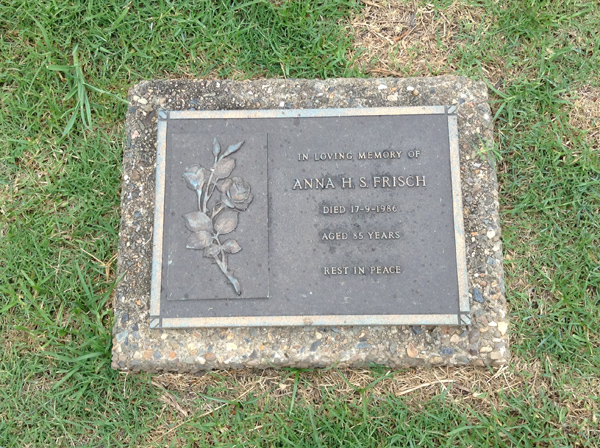 IN LOVING MEMORY OF
ANNA H. S. FRISCH
DIED 17-9-1986
AGED 85 YEARS
REST IN PEACE